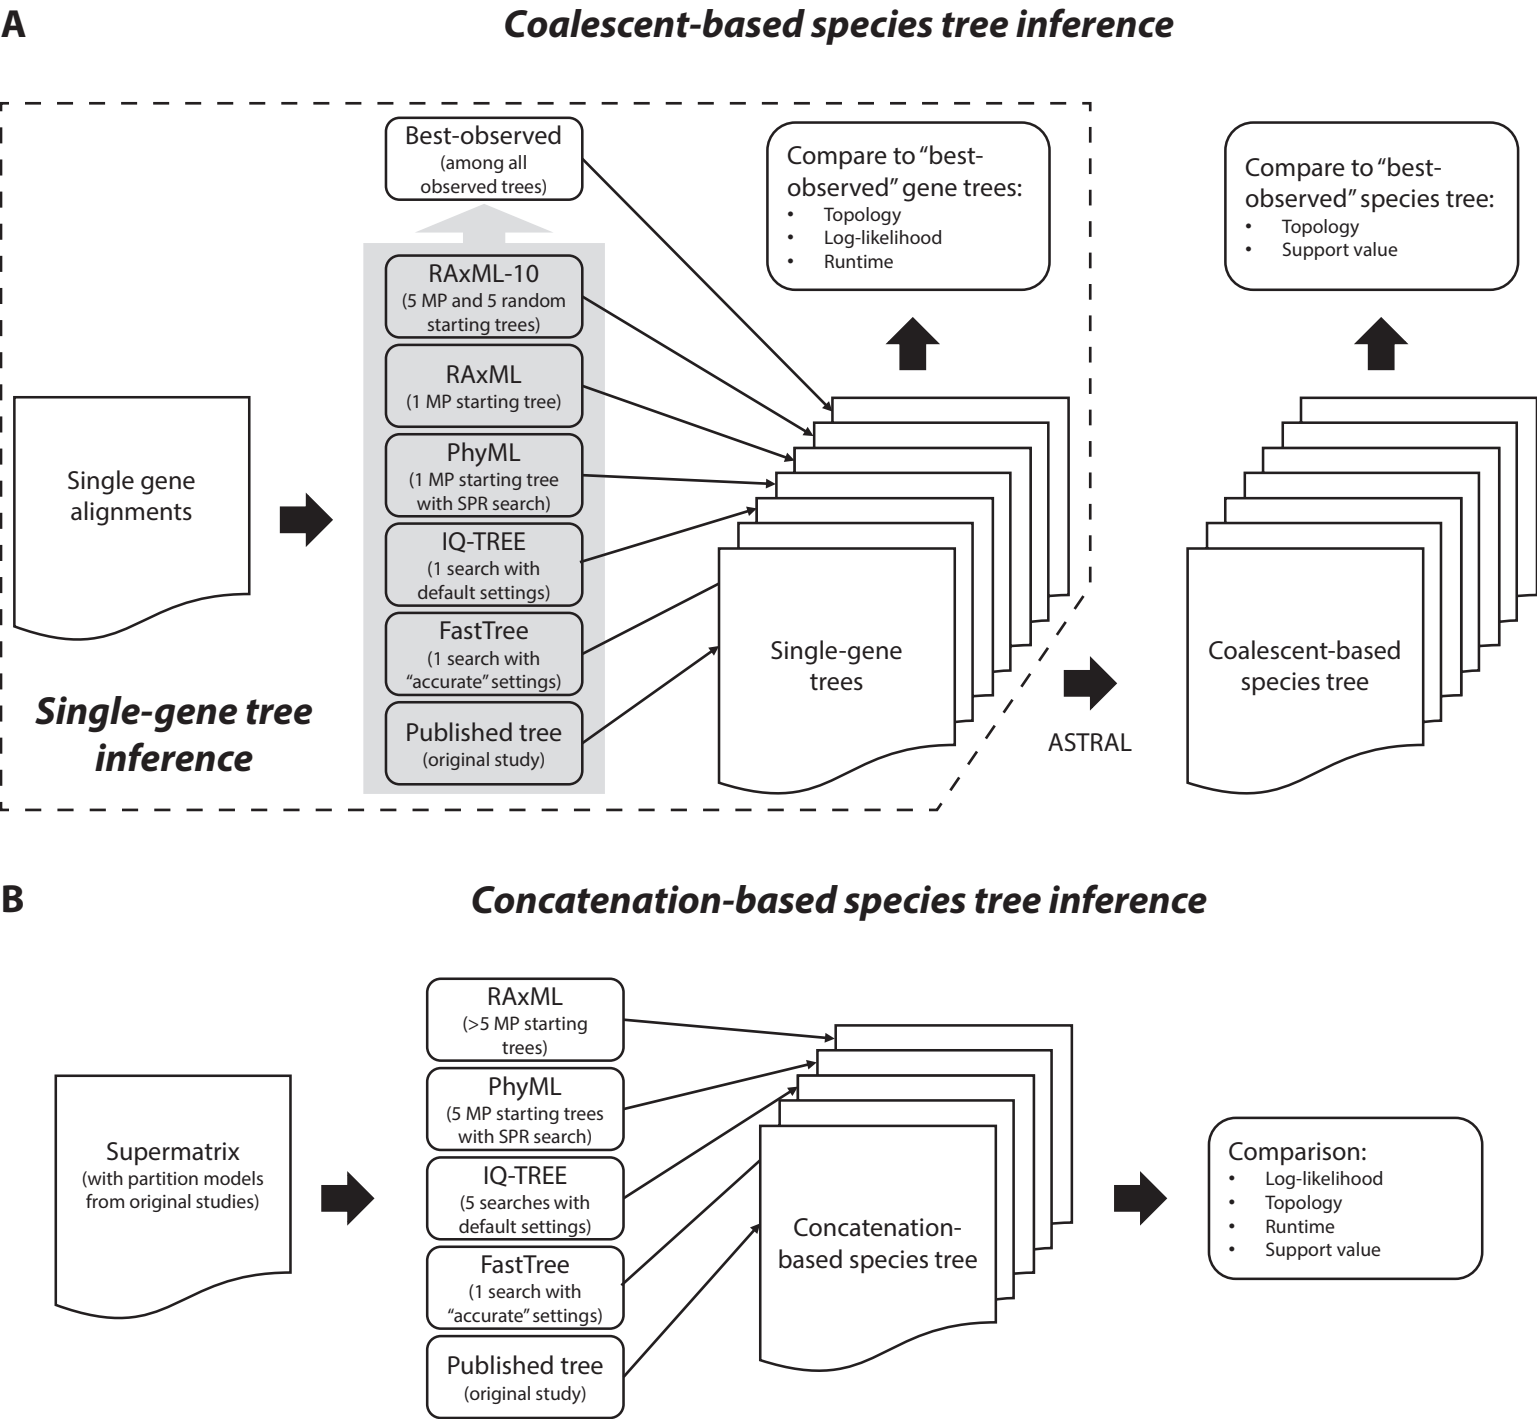 A
Coalescent-based species tree inference
Best-observed
(among all
observed trees)
RAxML-10
(5 MP and 5 random
starting trees)
RAxML
(1 MP starting tree)
PhyML
(1 MP starting tree
with SPR search)
IQ-TREE
(1 search with
default settings)
FastTree
(1 search with
“accurate” settings)
Published tree
(original study)
Single gene
alignments
Single-gene tree
inference
Compare to “best-
observed” gene trees:
• Topology
• Log-likelihood
• Runtime
Single-gene
trees
ASTRAL
Compare to “best-
observed” species tree:
• Topology
• Support value
Coalescent-based
species tree
B
Concatenation-based species tree inference
Supermatrix
(with partition models
from original studies)
RAxML
(>5 MP starting
trees)
PhyML
(5 MP starting trees
with SPR search)
IQ-TREE
(5 searches with
default settings)
FastTree
(1 search with
“accurate” settings)
Published tree
(original study)
Concatenation-
based species tree
Comparison:
• Log-likelihood
• Topology
• Runtime
• Support value